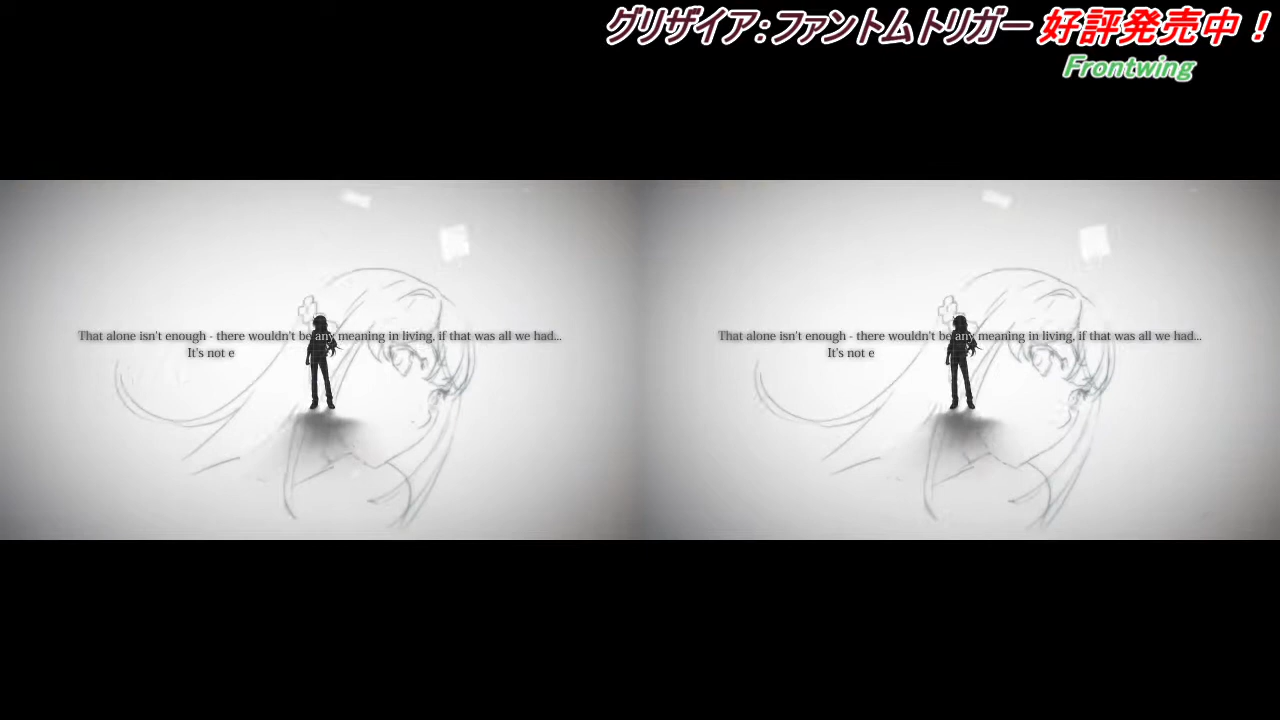 グリザイア：ファントムトリガー 好評発売中！
Frontwing
That alone isn't enough - there wouldn't be any meaning in living, if that was all we had...
It's not e
That alone isn't enough - there wouldn't be any meaning in living, if that was all we had...
It's not e